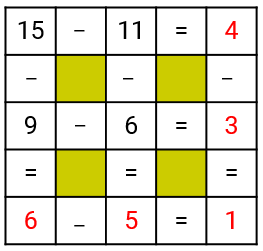 15 − 11 = 4
− − −
9 − 6 = 3
= = =
6 − 5 = 1